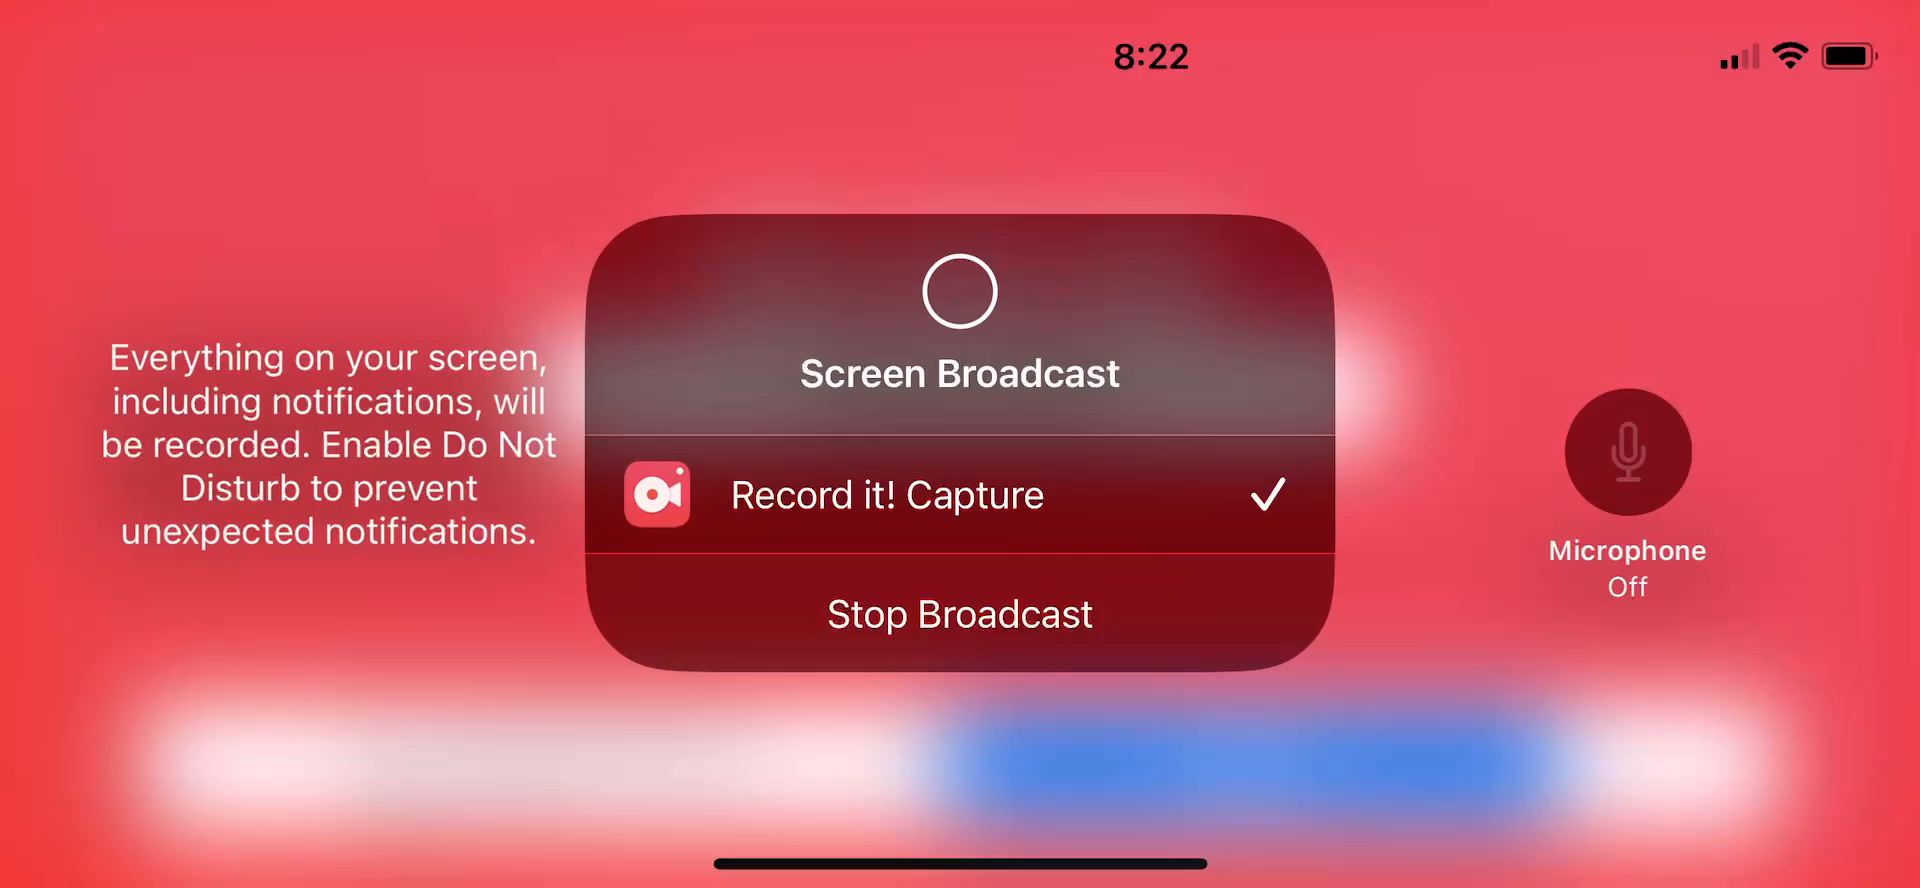 8:22
Everything on your screen,
including notifications, will
be recorded. Enable Do Not
Disturb to prevent
unexpected notifications.
Screen Broadcast
Record it! Capture
Stop Broadcast
Microphone
Off